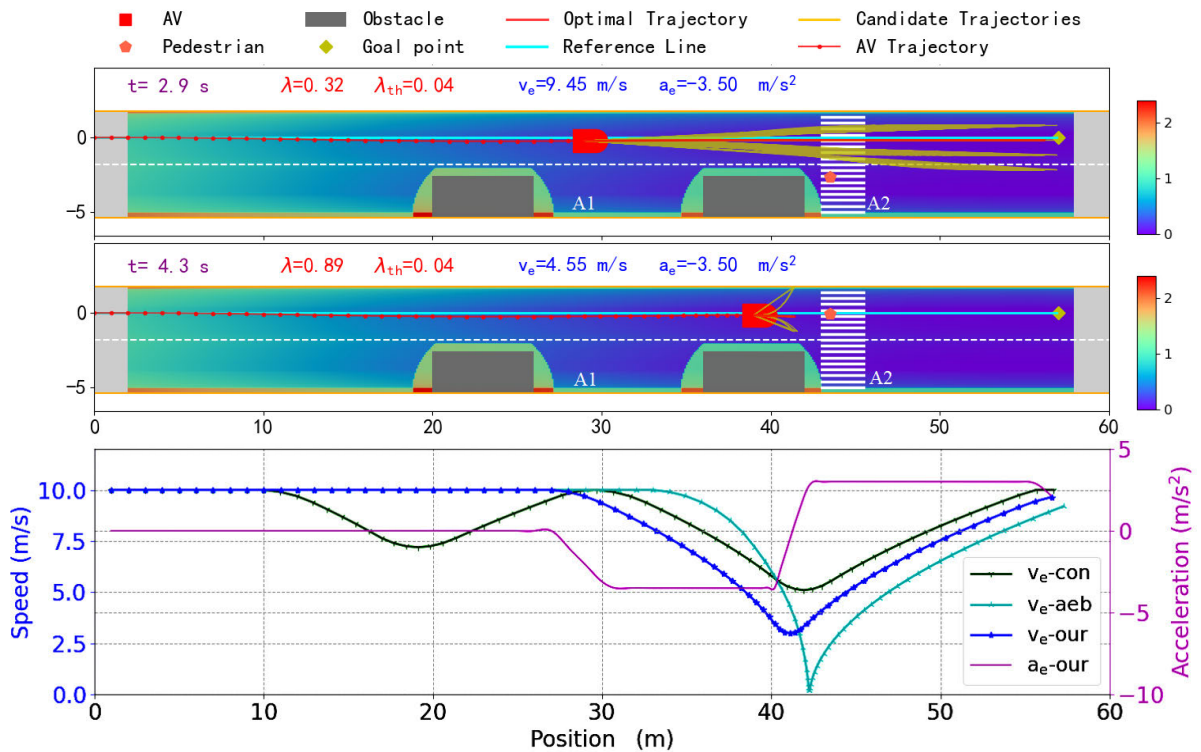 AV Obstacle Optimal Trajectory Candidate Trajectories
Pedestrian Goal point Reference Line AV Trajectory
t= 2.9 s λ=0.32 λth=0.04 ve=9.45 m/s ae=−3.50 m/s²
0
−5
A1 A2
2
1
0
t= 4.3 s λ=0.89 λth=0.04 ve=4.55 m/s ae=−3.50 m/s²
0
−5
A1 A2
2
1
0
0 10 20 30 40 50 60
Speed (m/s)
10.0
7.5
5.0
2.5
0.0
5
0
−5
−10
Acceleration (m/s²)
ve-con
ve-aeb
ve-our
ae-our
0 10 20 30 40 50 60
Position (m)